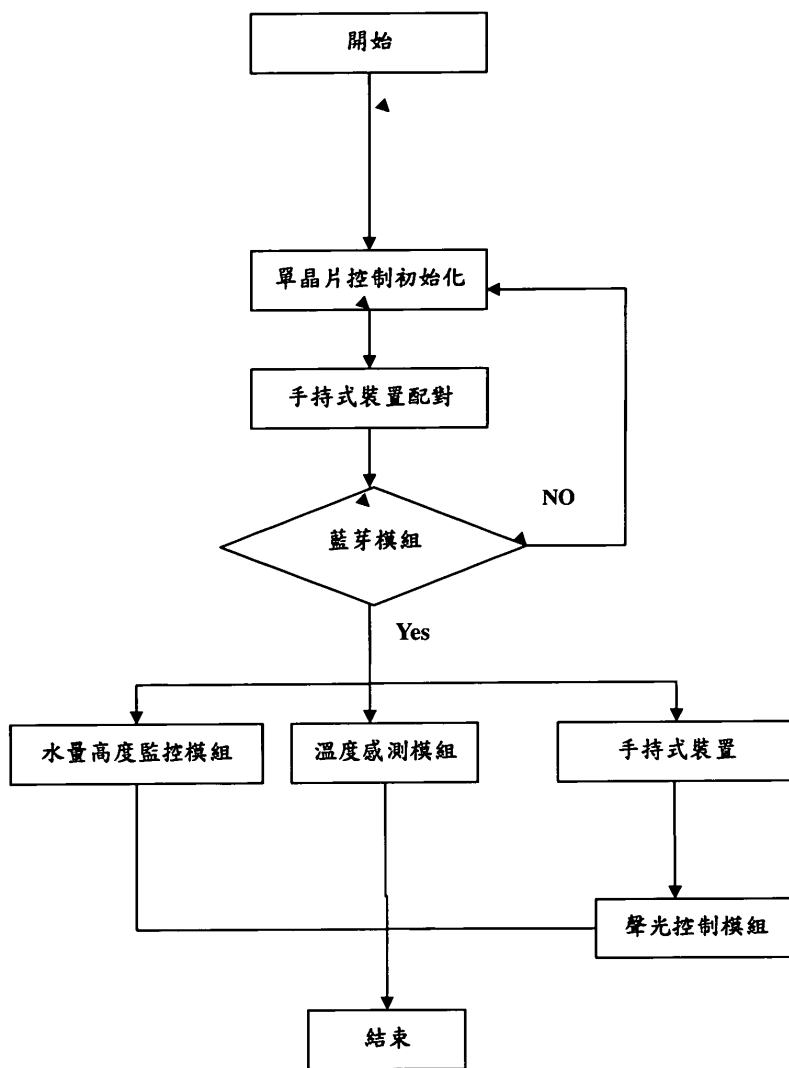 開始
單晶片控制初始化
手持式裝置配對
NO
藍芽模組
Yes
水量高度監控模組
溫度感測模組
手持式裝置
聲光控制模組
結束